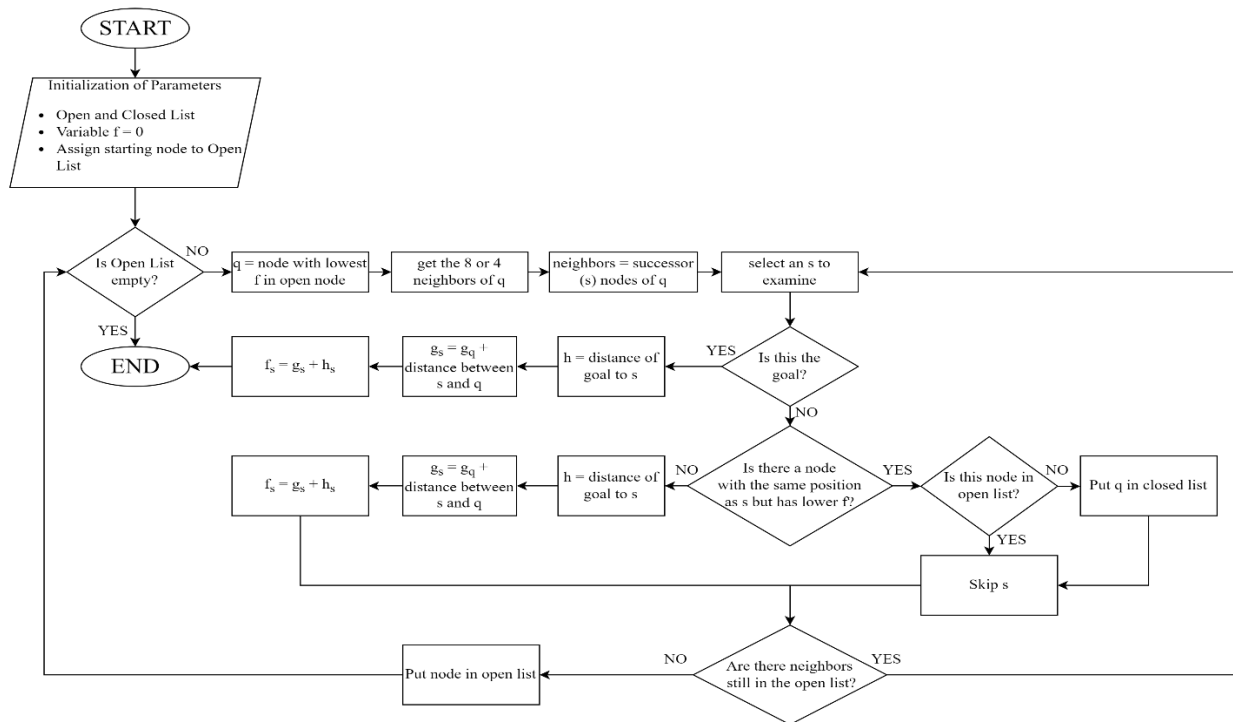 START
Initialization of Parameters
• Open and Closed List
• Variable f = 0
• Assign starting node to Open
List
Is Open List
empty?
NO
YES
END
q = node with lowest
f in open node
get the 8 or 4
neighbors of q
neighbors = successor
(s) nodes of q
select an s to
examine
Is this the
goal?
YES
NO
h = distance of
goal to s
gₛ = g_q +
distance between
s and q
fₛ = gₛ + hₛ
Is there a node
with the same position
as s but has lower f?
NO
YES
h = distance of
goal to s
gₛ = g_q +
distance between
s and q
fₛ = gₛ + hₛ
Is this node in
open list?
NO
YES
Put q in closed list
Skip s
Are there neighbors
still in the open list?
NO
YES
Put node in open list